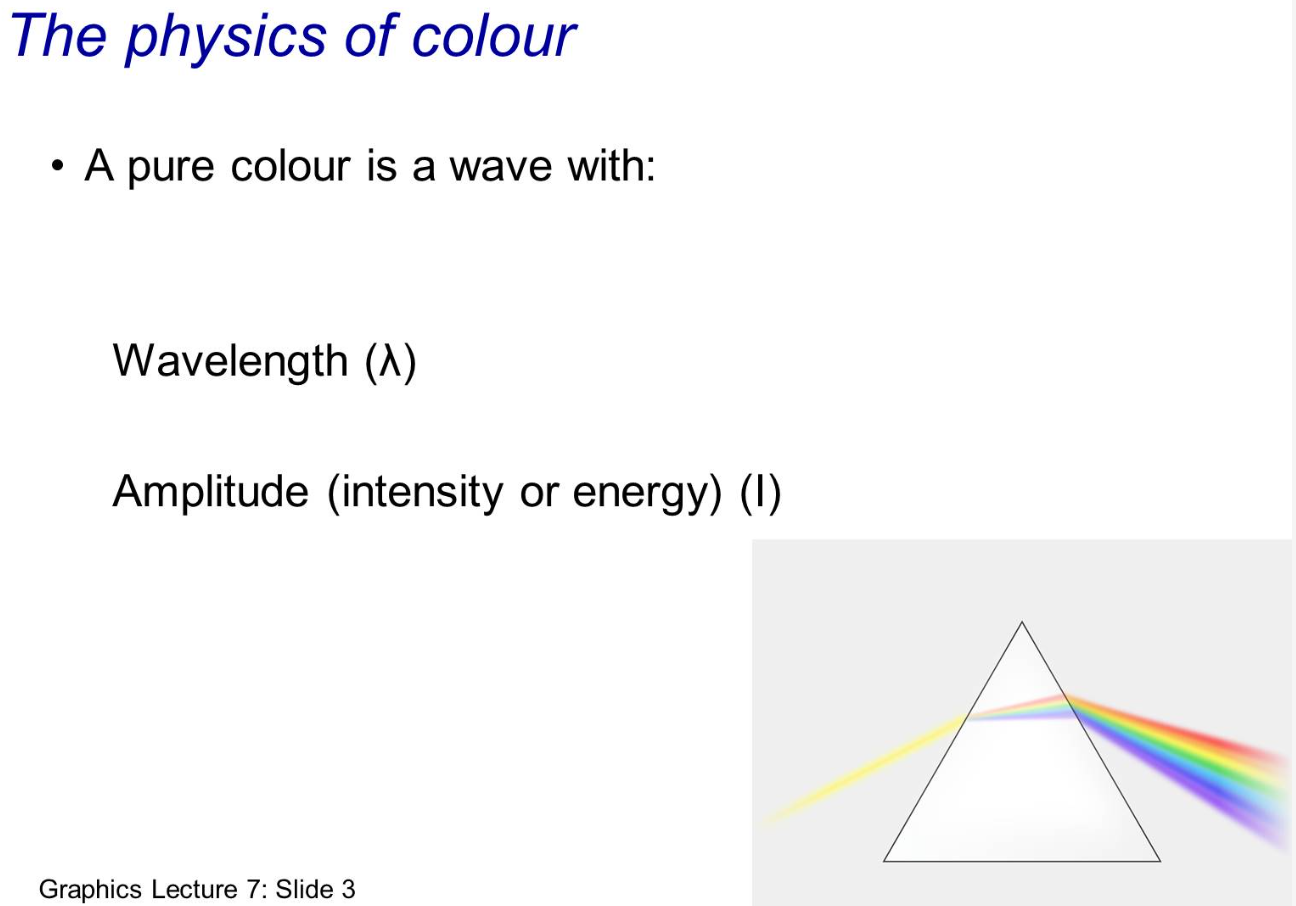 The physics of colour
• A pure colour is a wave with:
Wavelength (λ)
Amplitude (intensity or energy) (I)
Graphics Lecture 7: Slide 3